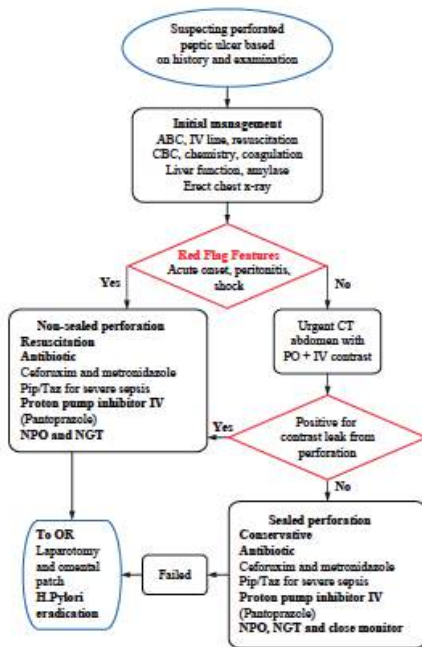 Suspecting perforated
peptic ulcer based
on history and examination
Initial management
ABC, IV line, resuscitation
CBC, chemistry, coagulation
Liver function, amylase
Erect chest x-ray
Red Flag Features
Acute onset, peritonitis,
shock
Yes
No
Non-sealed perforation
Resuscitation
Antibiotic
Ceforuxim and metronidazole
Pip/Taz for severe sepsis
Proton pump inhibitor IV
(Pantoprazole)
NPO and NGT
Urgent CT
abdomen with
PO + IV contrast
Yes
Positive for
contrast leak from
perforation
No
To OR
Laparotomy and omental
patch
H.Pylori
eradication
Failed
Sealed perforation
Conservative
Antibiotic
Ceforuxim and metronidazole
Pip/Taz for severe sepsis
Proton pump inhibitor IV
(Pantoprazole)
NPO, NGT and close monitor